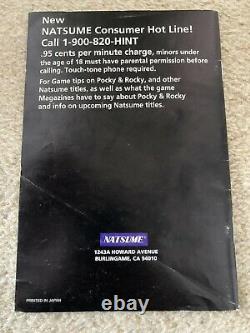 New
NATSUME Consumer Hot Line!
Call 1-900-820-HINT
.95 cents per minute charge, minors under
the age of 18 must have parental permission before
calling. Touch-tone phone required.
For Game tips on Pocky & Rocky, and other
Natsume titles, as well as what the game
Magazines have to say about Pocky & Rocky
and info on upcoming Natsume titles.
NATSUME
1243A HOWARD AVENUE
BURLINGAME, CA 94010
PRINTED IN JAPAN